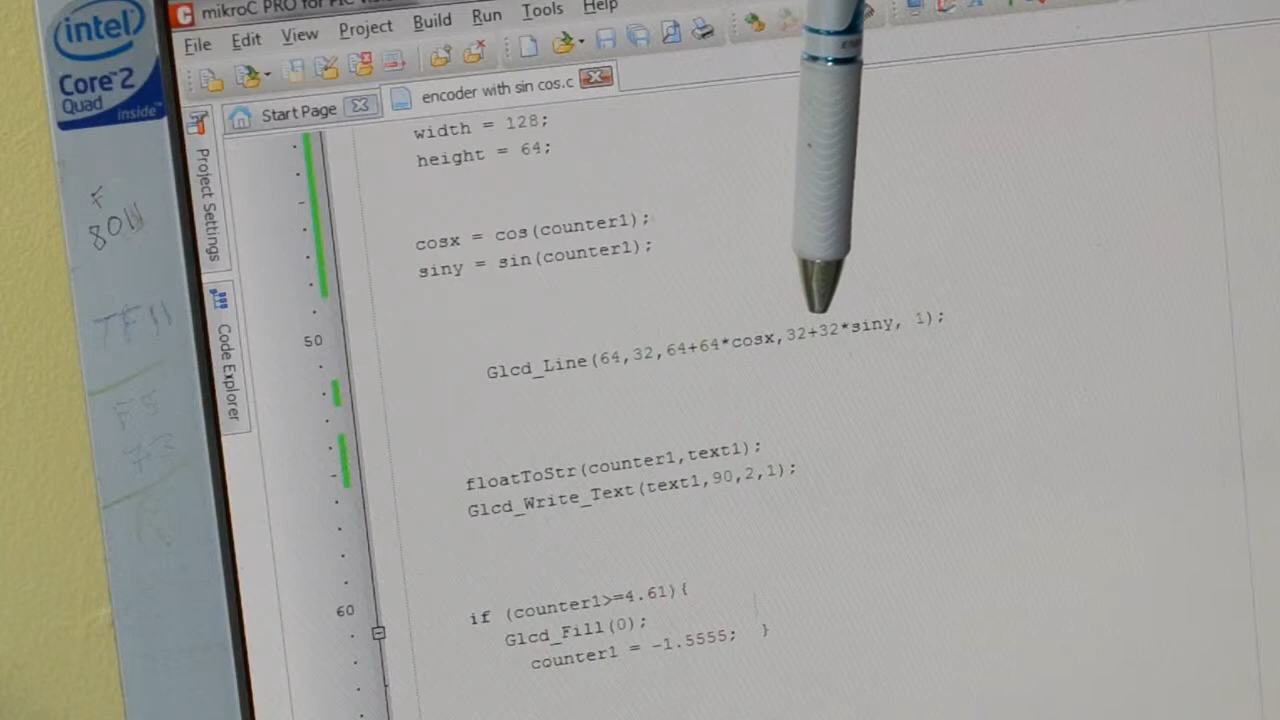 mikroC PRO for PIC
File Edit View Project Build Run Tools Help
Start Page
encoder with sin cos.c
intel
Core™2
Quad
inside™
80W
Project Settings
Code Explorer
width = 128;
height = 64;
cosx = cos(counter1);
siny = sin(counter1);
50
Glcd_Line(64,32,64+64*cosx,32+32*siny, 1);
floatToStr(counter1,text1);
Glcd_Write_Text(text1,90,2,1);
60
if (counter1>=4.61){
Glcd_Fill(0);
counter1 = -1.5555; }